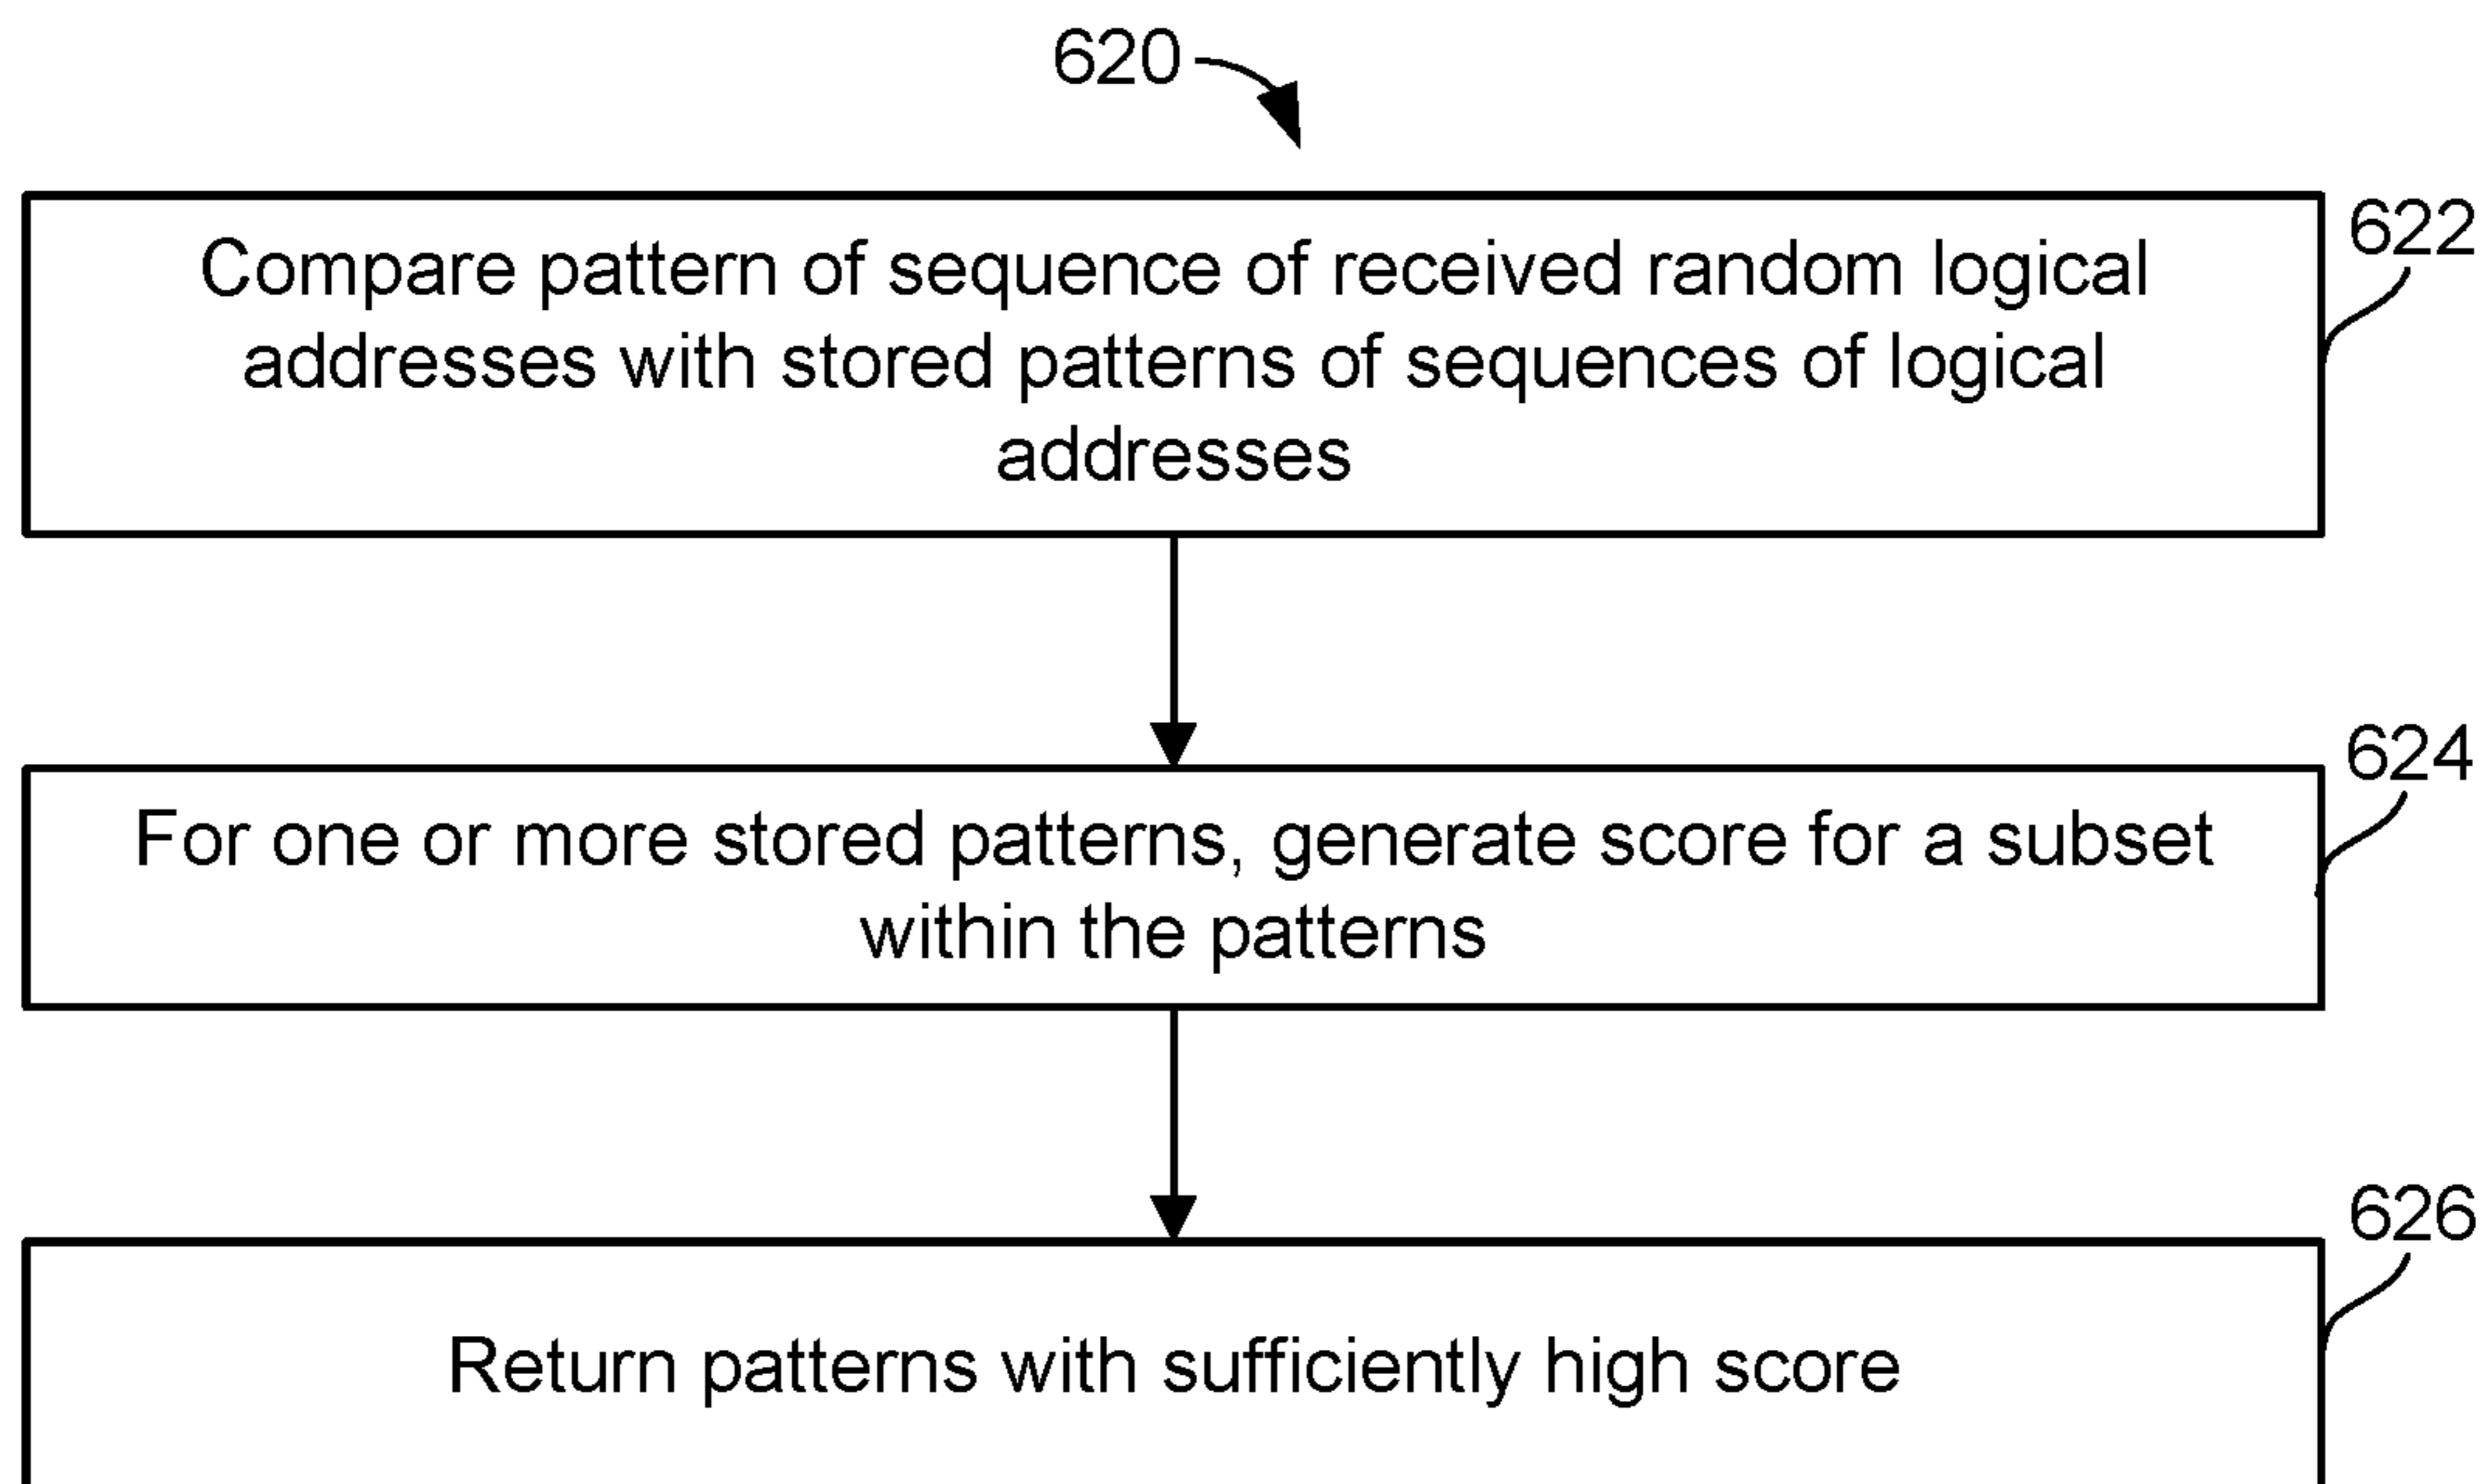 620
622
Compare pattern of sequence of received random logical
addresses with stored patterns of sequences of logical
addresses
624
For one or more stored patterns, generate score for a subset
within the patterns
626
Return patterns with sufficiently high score